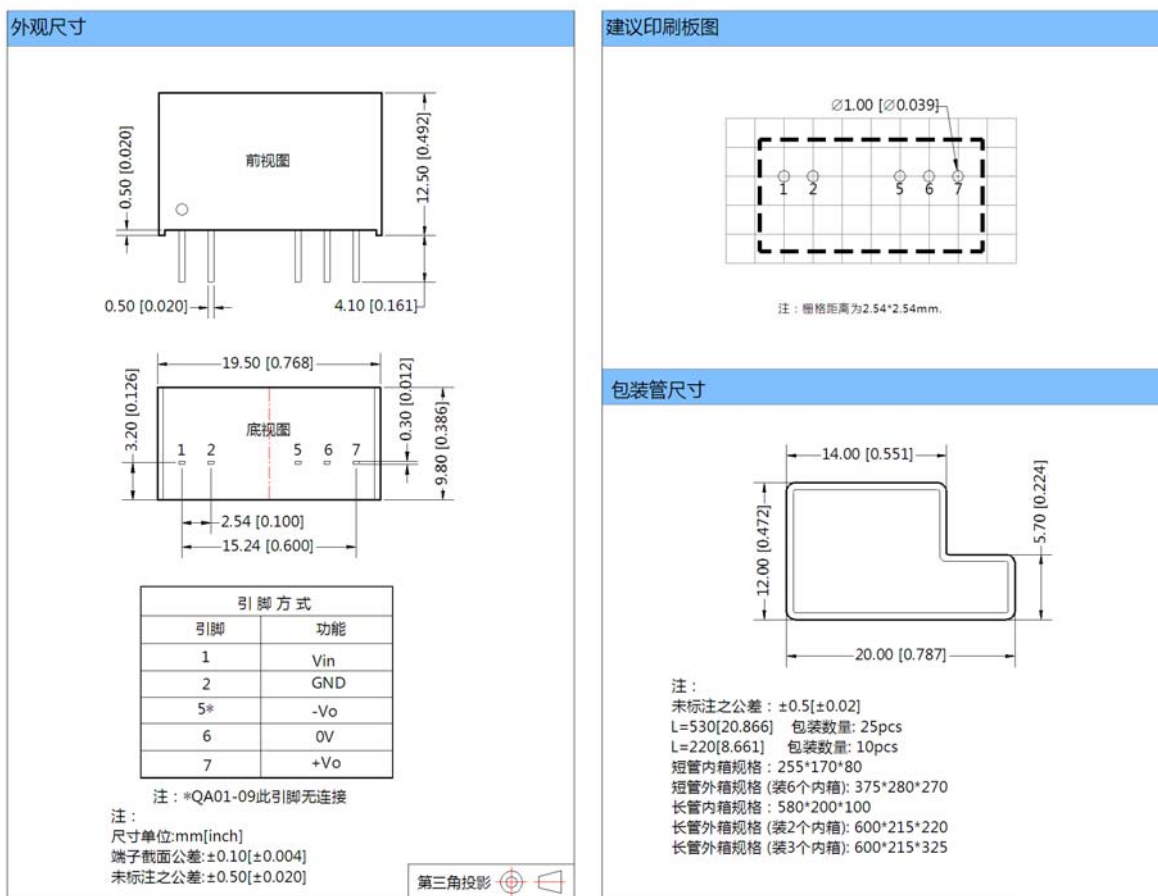 外观尺寸
0.50 [0.020]
前视图
12.50 [0.492]
0.50 [0.020]
4.10 [0.161]
19.50 [0.768]
3.20 [0.126]
底视图
0.30 [0.012]
9.80 [0.386]
1 2 5 6 7
2.54 [0.100]
15.24 [0.600]
引脚方式
引脚 功能
1 Vin
2 GND
5* -Vo
6 0V
7 +Vo
注：*QA01-09此引脚无连接
注：
尺寸单位:mm[inch]
端子截面公差:±0.10[±0.004]
未标注之公差:±0.50[±0.020]
第三角投影
建议印刷板图
∅1.00 [∅0.039]
1 2 5 6 7
注：栅格距离为2.54*2.54mm.
包装管尺寸
14.00 [0.551]
12.00 [0.472]
5.70 [0.224]
20.00 [0.787]
注：
未标注之公差：±0.5[±0.02]
L=530[20.866] 包装数量: 25pcs
L=220[8.661] 包装数量: 10pcs
短管内箱规格：255*170*80
短管外箱规格 (装6个内箱): 375*280*270
长管内箱规格：580*200*100
长管外箱规格 (装2个内箱): 600*215*220
长管外箱规格 (装3个内箱): 600*215*325